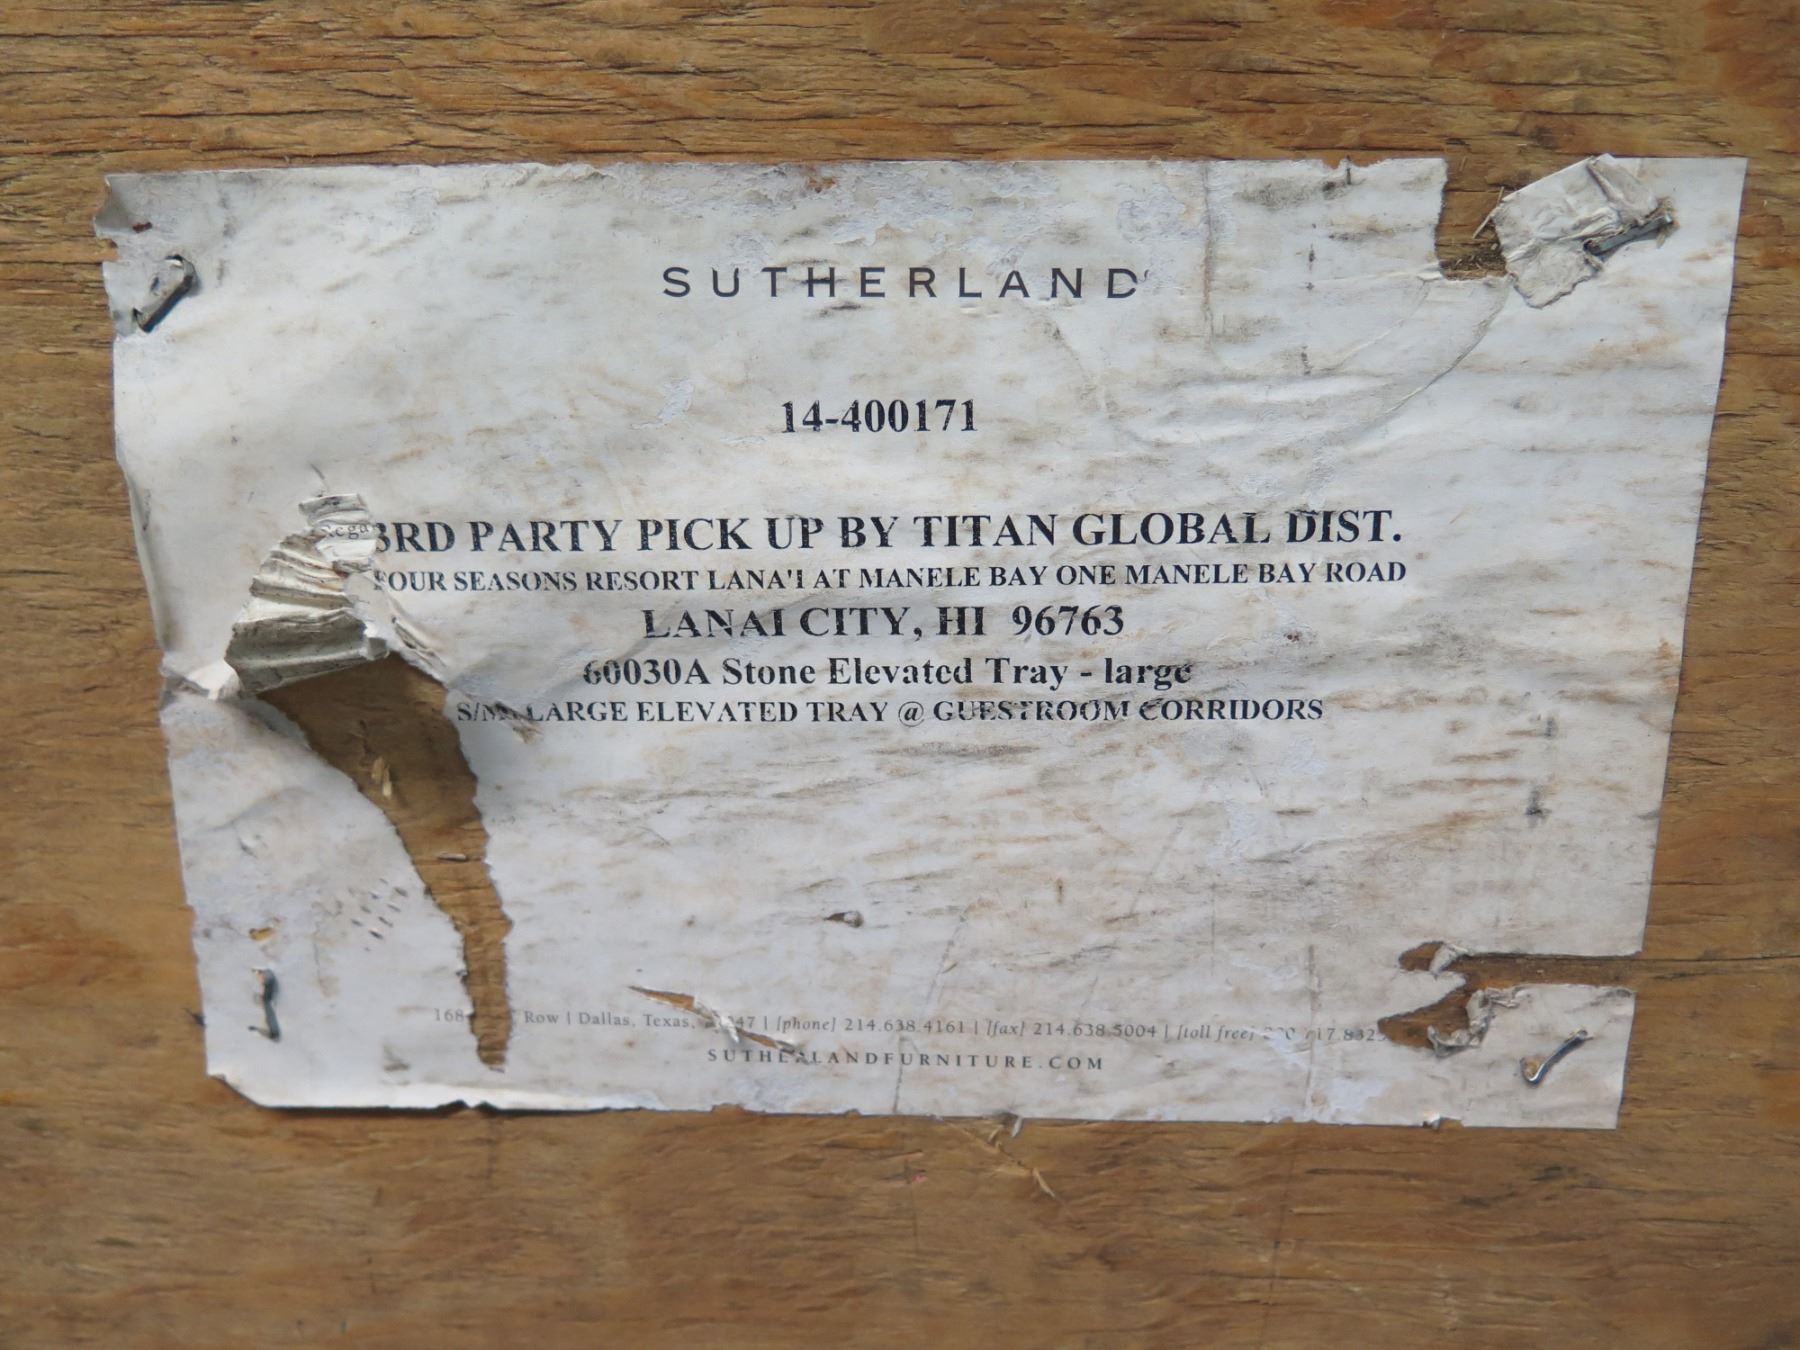 SUTHERLAND
14-400171
3RD PARTY PICK UP BY TITAN GLOBAL DIST.
FOUR SEASONS RESORT LANA'I AT MANELE BAY ONE MANELE BAY ROAD
LANAI CITY, HI 96763
60030A Stone Elevated Tray - large
LARGE ELEVATED TRAY @ GUESTROOM CORRIDORS
Row | Dallas, Texas, | [phone] 214.638.4161 | [fax] 214.638.5004 | [toll free]
SUTHERLANDFURNITURE.COM